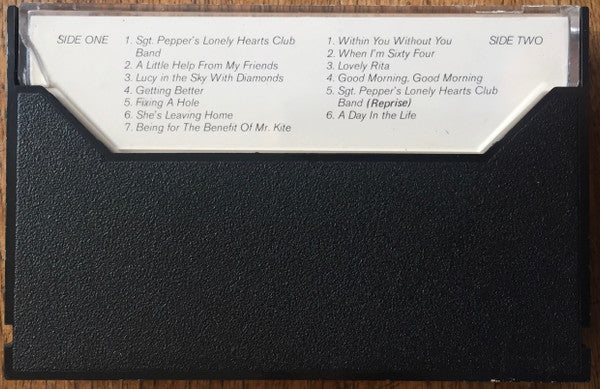 SIDE ONE
1. Sgt. Pepper's Lonely Hearts Club
Band
2. A Little Help From My Friends
3. Lucy in the Sky With Diamonds
4. Getting Better
5. Fixing A Hole
6. She's Leaving Home
7. Being for The Benefit Of Mr. Kite
SIDE TWO
1. Within You Without You
2. When I'm Sixty Four
3. Lovely Rita
4. Good Morning, Good Morning
5. Sgt. Pepper's Lonely Hearts Club
Band (Reprise)
6. A Day In the Life